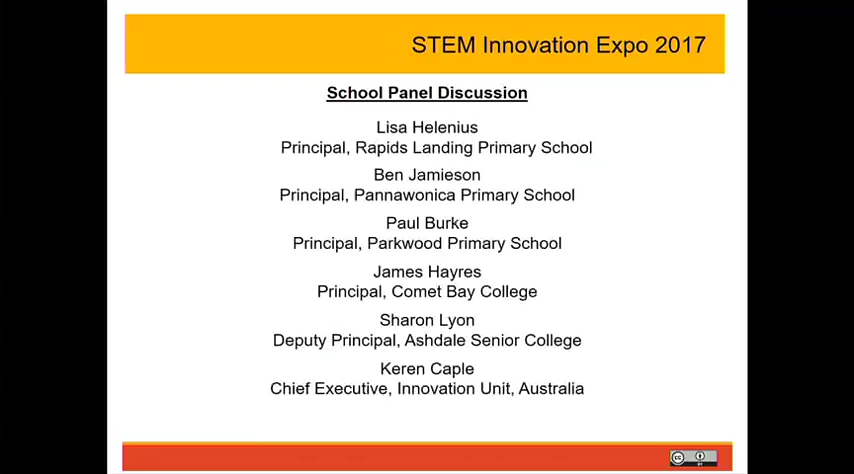 STEM Innovation Expo 2017
School Panel Discussion
Lisa Helenius
Principal, Rapids Landing Primary School
Ben Jamieson
Principal, Pannawonica Primary School
Paul Burke
Principal, Parkwood Primary School
James Hayres
Principal, Comet Bay College
Sharon Lyon
Deputy Principal, Ashdale Senior College
Keren Caple
Chief Executive, Innovation Unit, Australia
cc
BY